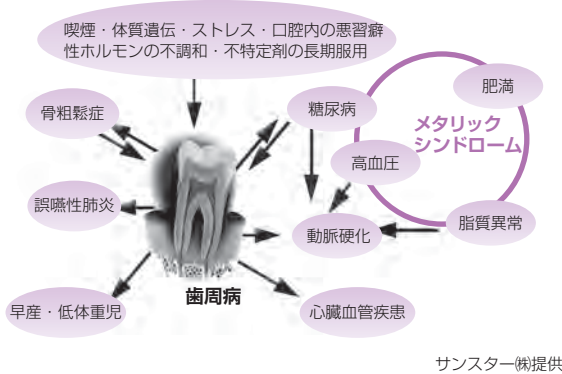 喫煙・体質遺伝・ストレス・口腔内の悪習癖
性ホルモンの不調和・不特定剤の長期服用
肥満
骨粗鬆症
糖尿病
メタリック
シンドローム
高血圧
誤嚥性肺炎
脂質異常
動脈硬化
歯周病
早産・低体重児
心臓血管疾患
サンスター㈱提供